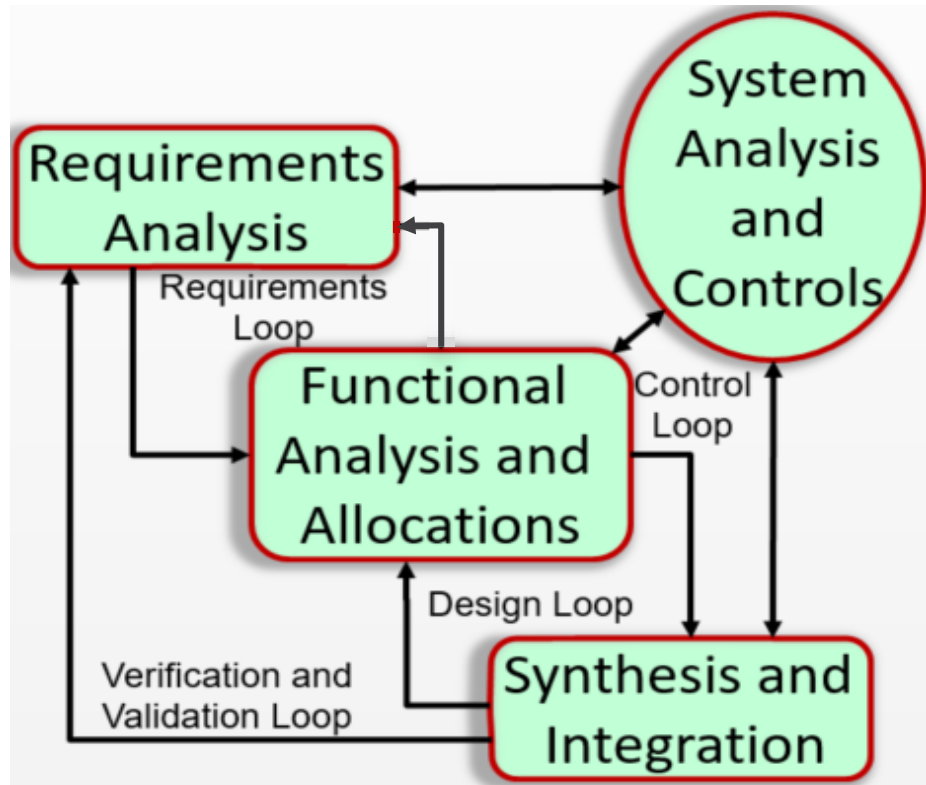 System
Analysis
and
Controls
Requirements
Analysis
Requirements
Loop
Functional
Analysis and
Allocations
Control
Loop
Design Loop
Synthesis and
Integration
Verification and
Validation Loop